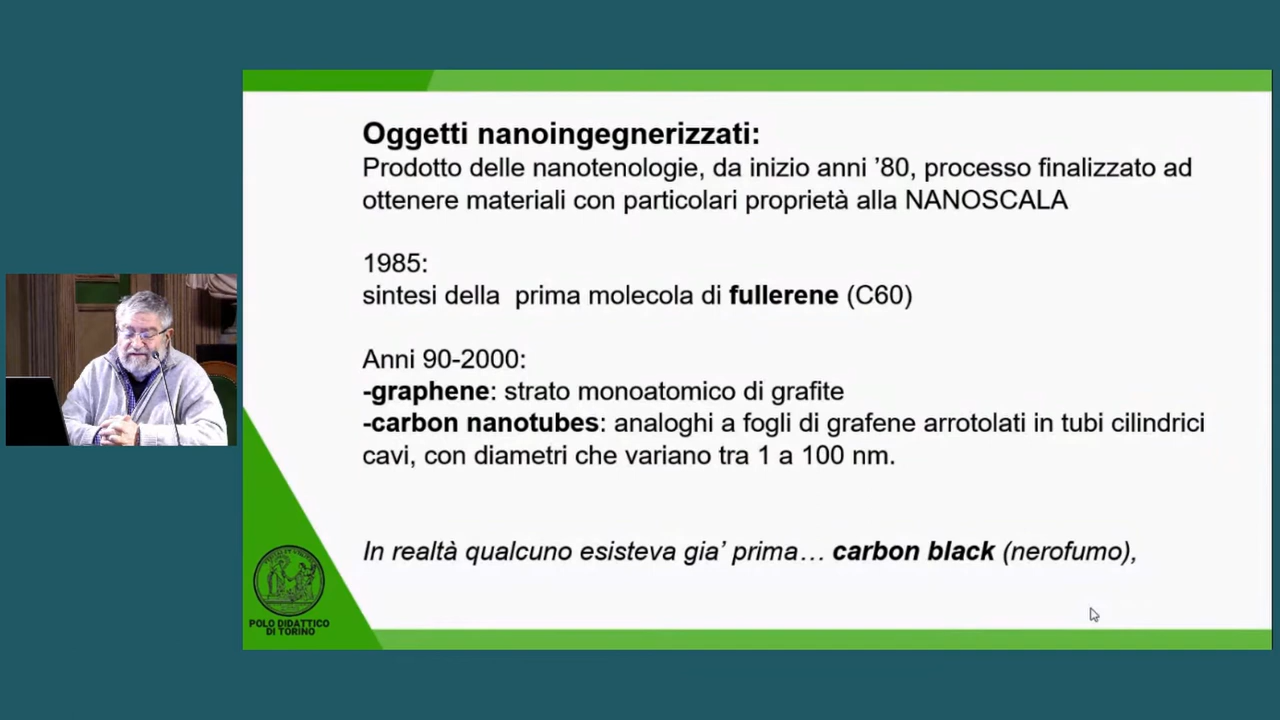 Oggetti nanoingegnerizzati:
Prodotto delle nanotenologie, da inizio anni ’80, processo finalizzato ad
ottenere materiali con particolari proprietà alla NANOSCALA
1985:
sintesi della prima molecola di fullerene (C60)
Anni 90-2000:
-graphene: strato monoatomico di grafite
-carbon nanotubes: analoghi a fogli di grafene arrotolati in tubi cilindrici
cavi, con diametri che variano tra 1 a 100 nm.
In realtà qualcuno esisteva gia’ prima… carbon black (nerofumo),
POLO DIDATTICO
DI TORINO